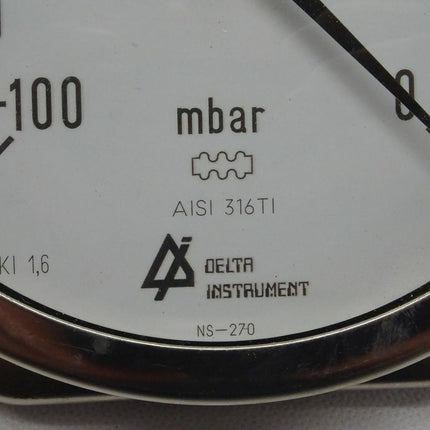 -100
mbar
0
AISI 316TI
KI 1,6
DELTA
INSTRUMENT
NS-270